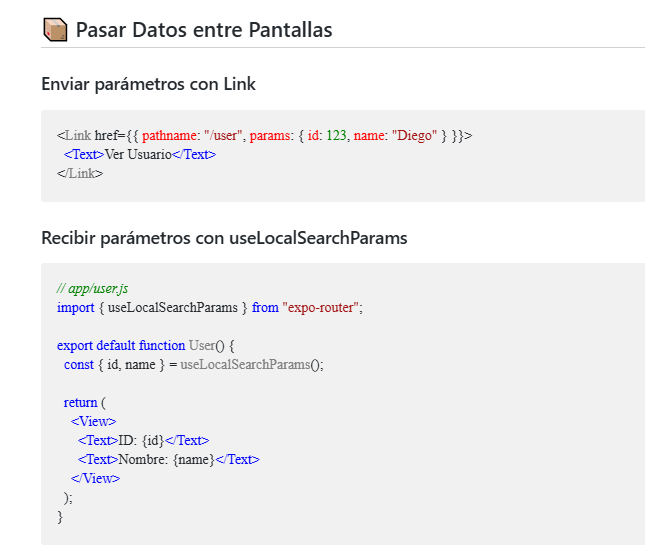 Pasar Datos entre Pantallas
Enviar parámetros con Link
<Link href={{ pathname: "/user", params: { id: 123, name: "Diego" } }}>
  <Text>Ver Usuario</Text>
</Link>
Recibir parámetros con useLocalSearchParams
// app/user.js
import { useLocalSearchParams } from "expo-router";
export default function User() {
  const { id, name } = useLocalSearchParams();
  return (
    <View>
      <Text>ID: {id}</Text>
      <Text>Nombre: {name}</Text>
    </View>
  );
}